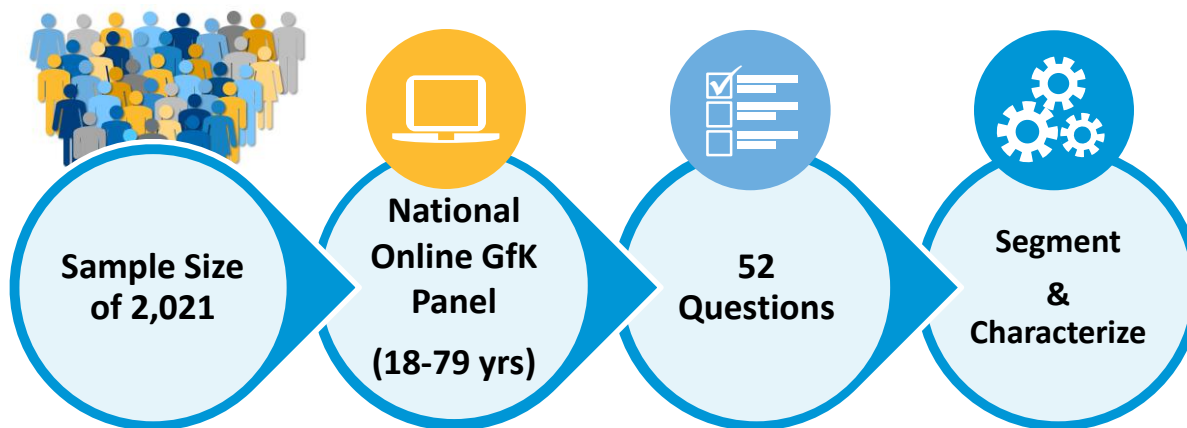 Sample Size
of 2,021
National
Online GfK
Panel
(18-79 yrs)
52
Questions
Segment
&
Characterize